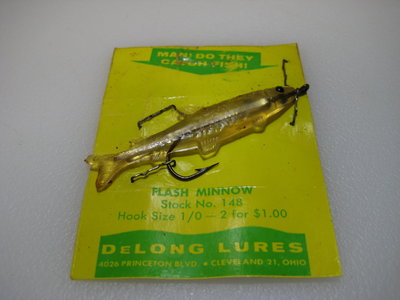 MAN! DO THEY
CATCH FISH!
FLASH MINNOW
Stock No. 148
Hook Size 1/0 — 2 for $1.00
DELONG LURES
4026 PRINCETON BLVD. • CLEVELAND 21, OHIO